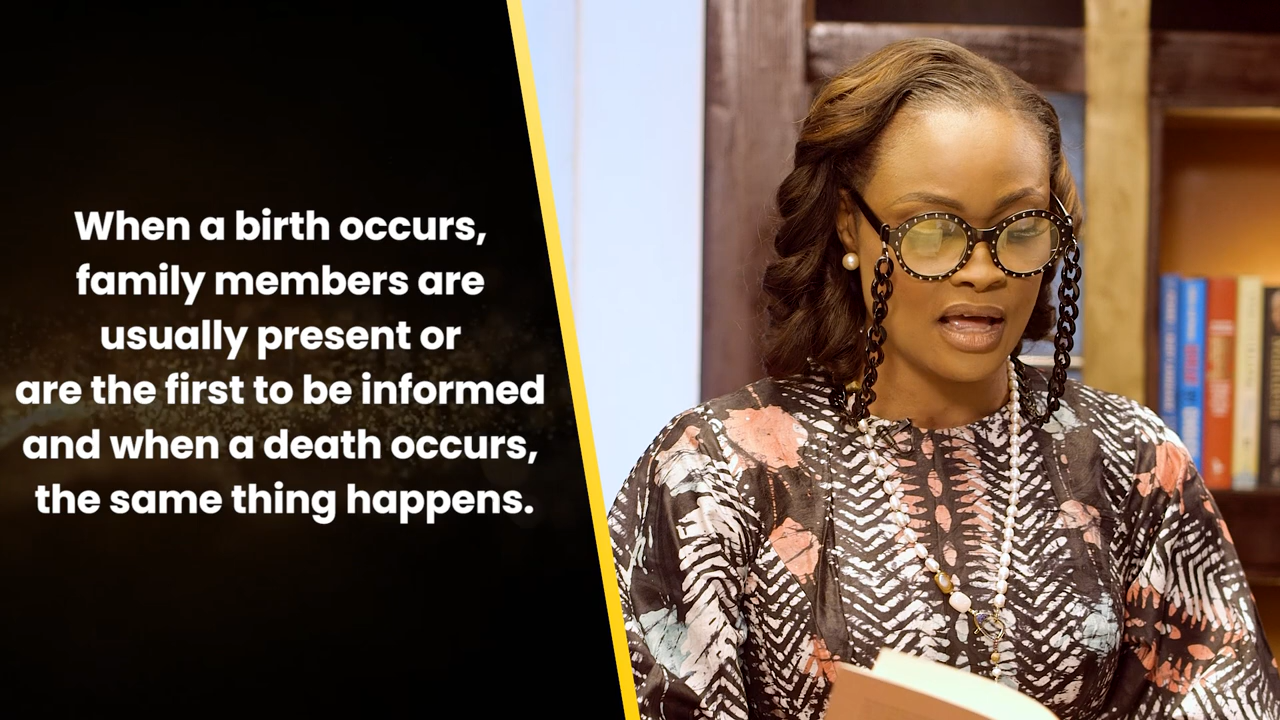 When a birth occurs,
family members are
usually present or
are the first to be informed
and when a death occurs,
the same thing happens.